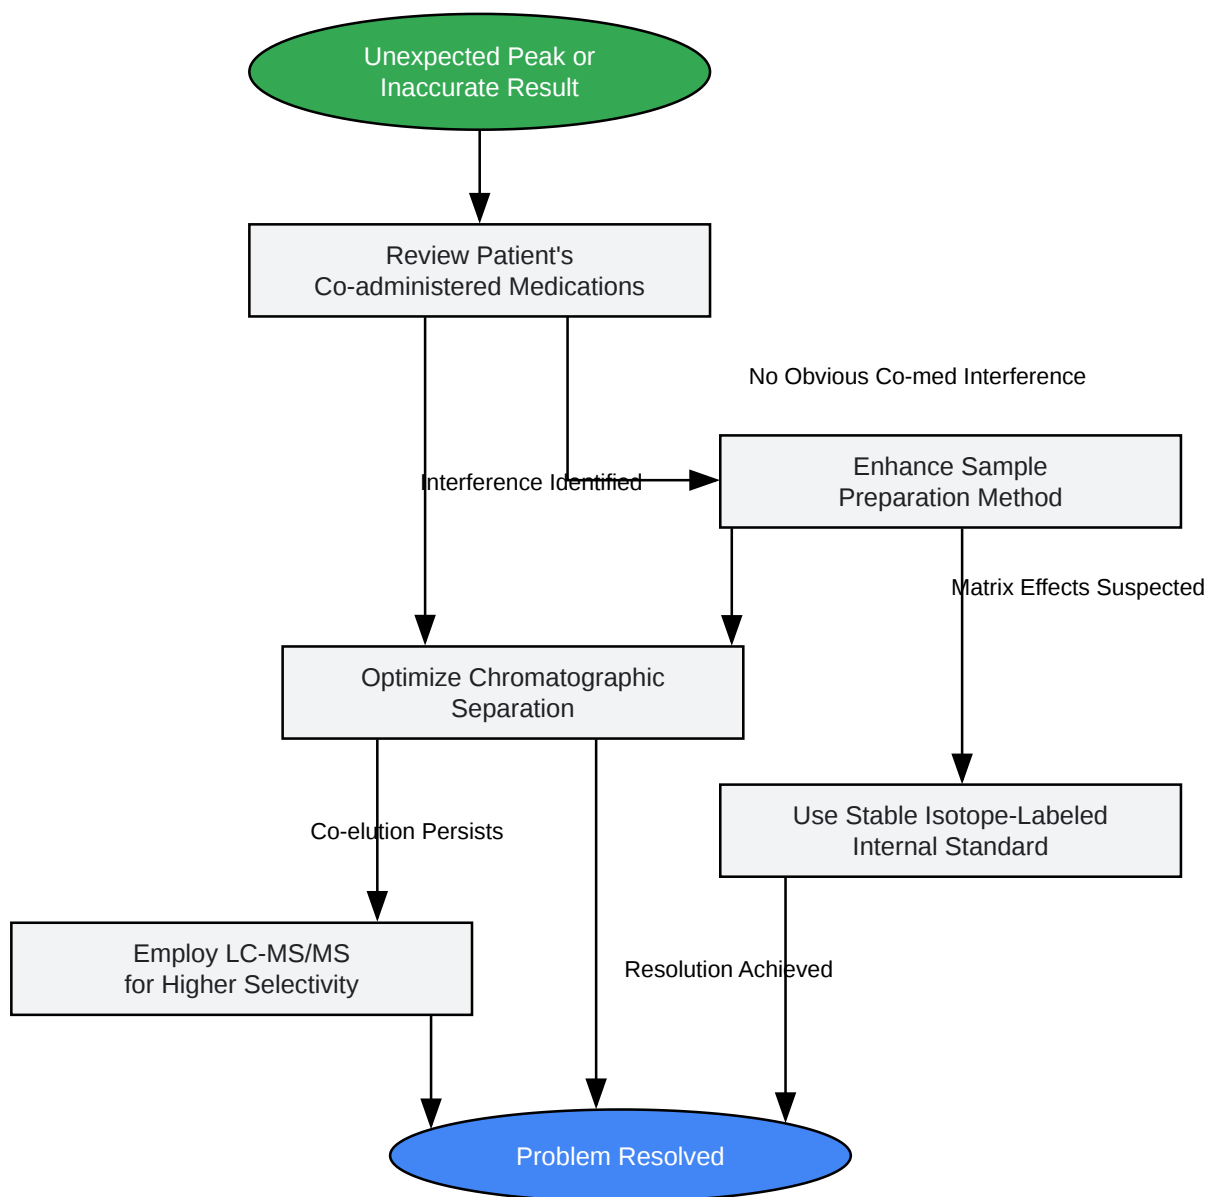 Unexpected Peak or
Inaccurate Result
Review Patient's
Co-administered Medications
No Obvious Co-med Interference
Enhance Sample
Preparation Method
Interference Identified
Matrix Effects Suspected
Optimize Chromatographic
Separation
Use Stable Isotope-Labeled
Internal Standard
Co-elution Persists
Employ LC-MS/MS
for Higher Selectivity
Resolution Achieved
Problem Resolved